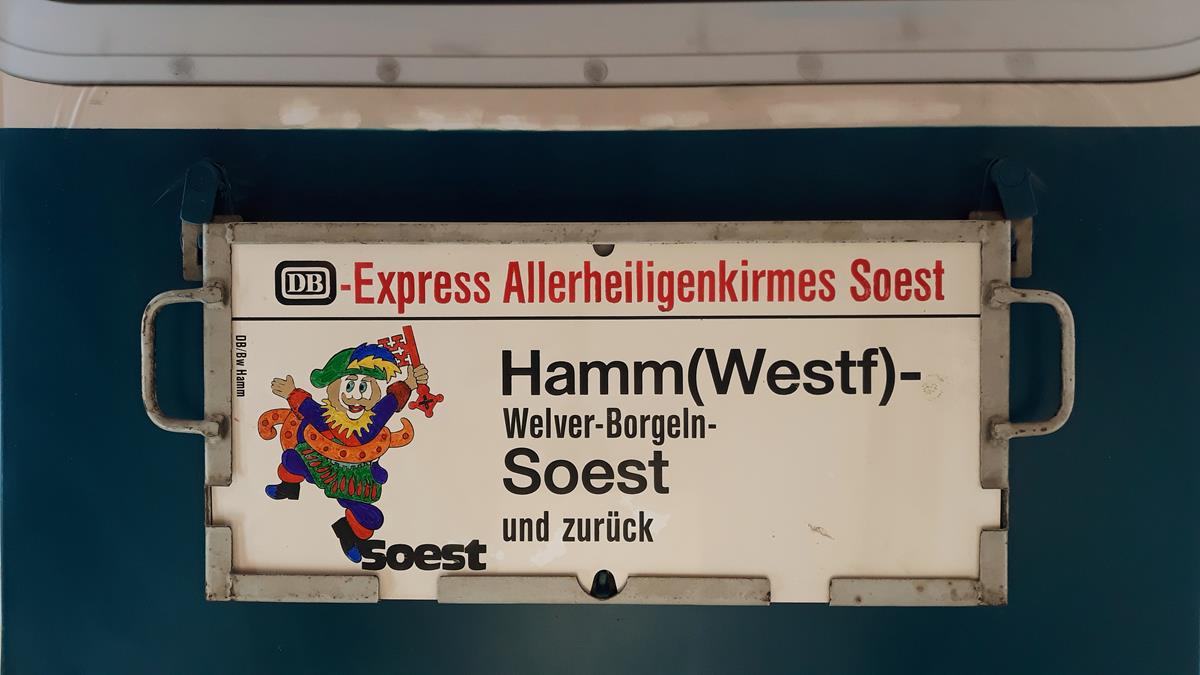 DB-Express Allerheiligenkirmes Soest
DB/Bw Hamm
Hamm(Westf)-
Welver-Borgeln-
Soest
und zurück
Soest